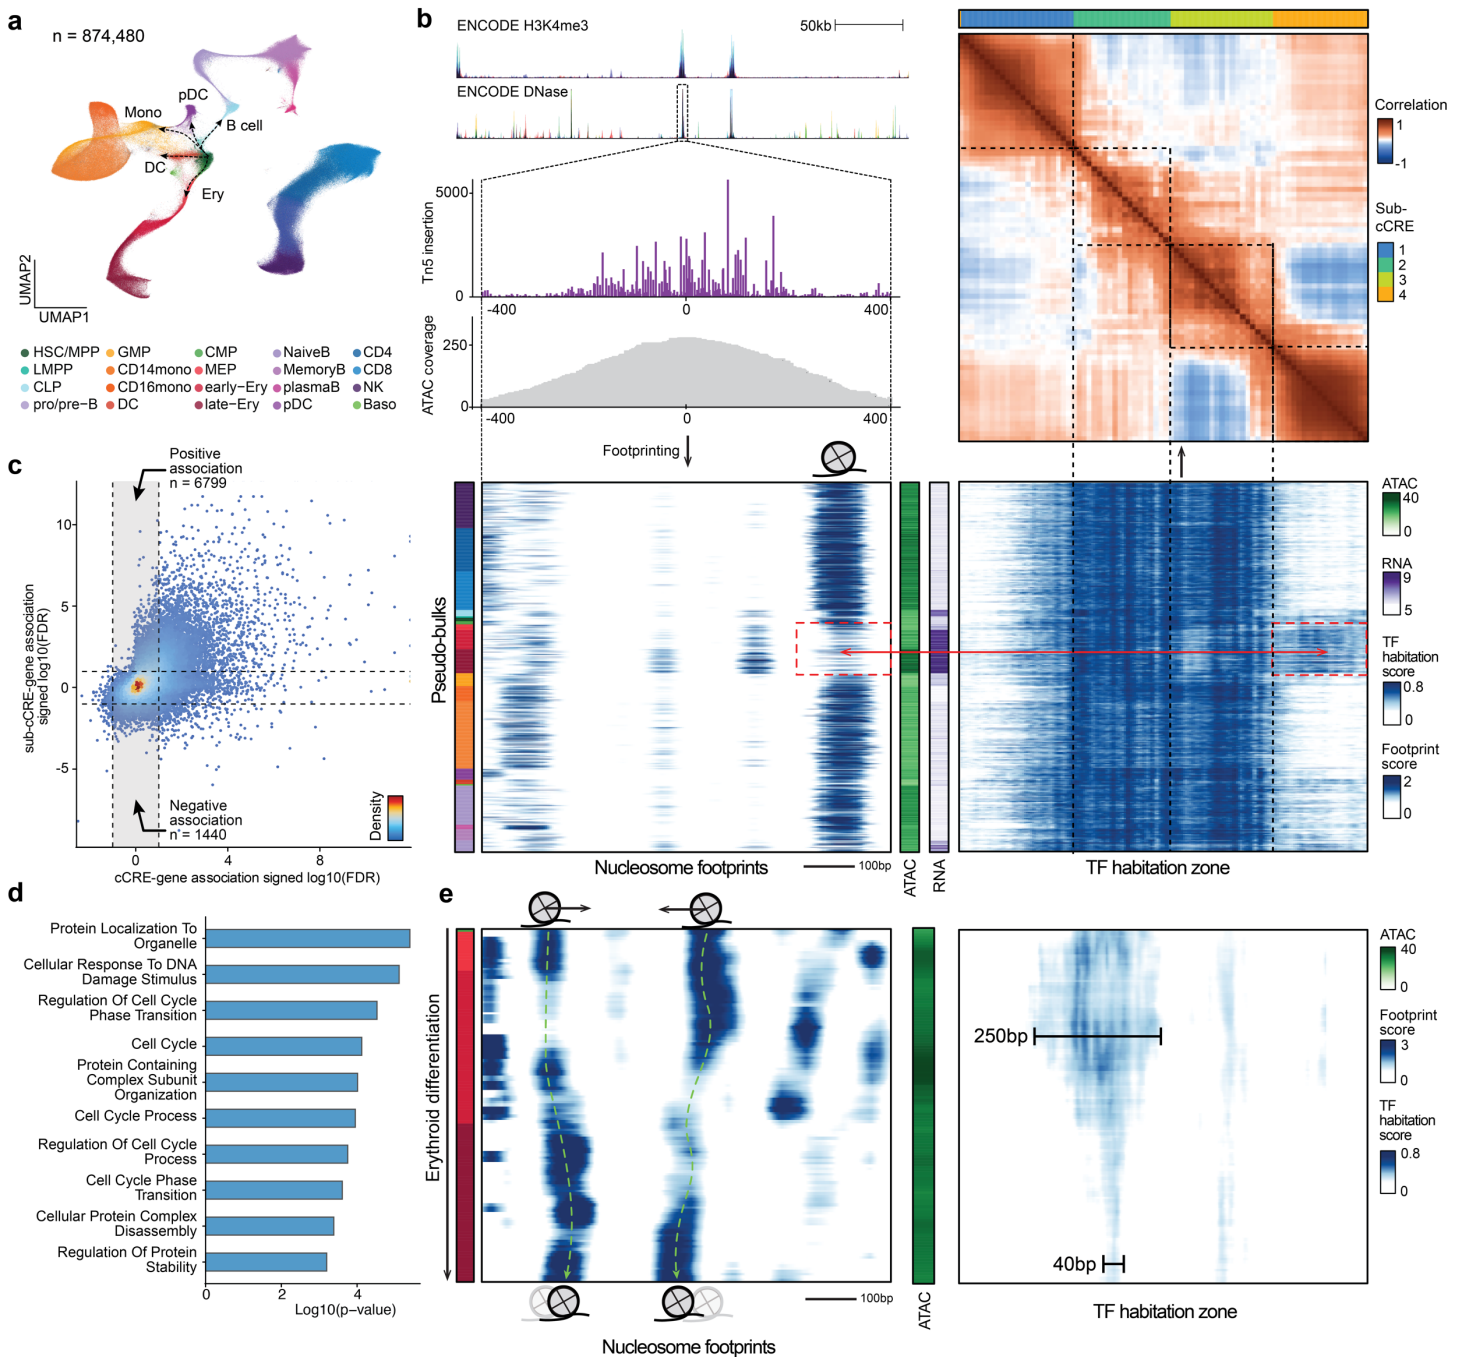 a
n = 874,480
Mono
pDC
B cell
DC
Ery
UMAP2
UMAP1
HSC/MPP
GMP
CMP
NaiveB
CD4
LMPP
CD14mono
MEP
MemoryB
CD8
CLP
CD16mono
early−Ery
plasmaB
NK
pro/pre−B
DC
late−Ery
pDC
Baso
b
ENCODE H3K4me3
50kb
ENCODE DNase
5000
0
Tn5 insertion
-400
0
400
250
0
ATAC coverage
-400
0
400
Footprinting
Correlation
1
-1
Sub-
cCRE
1
2
3
4
Pseudo-bulks
Nucleosome footprints
100bp
ATAC
RNA
TF habitation zone
ATAC
40
0
RNA
9
5
TF
habitation
score
0.8
0
Footprint
score
2
0
c
Positive
association
n = 6799
10
5
0
-5
sub-cCRE-gene association
signed log10(FDR)
Negative
association
n = 1440
Density
0
4
8
cCRE-gene association signed log10(FDR)
d
Protein Localization To
Organelle
Cellular Response To DNA
Damage Stimulus
Regulation Of Cell Cycle
Phase Transition
Cell Cycle
Protein Containing
Complex Subunit
Organization
Cell Cycle Process
Regulation Of Cell Cycle
Process
Cell Cycle Phase
Transition
Cellular Protein Complex
Disassembly
Regulation Of Protein
Stability
0
2
4
Log10(p−value)
e
Erythroid differentiation
100bp
Nucleosome footprints
ATAC
250bp
40bp
TF habitation zone
ATAC
40
0
Footprint
score
3
0
TF
habitation
score
0.8
0